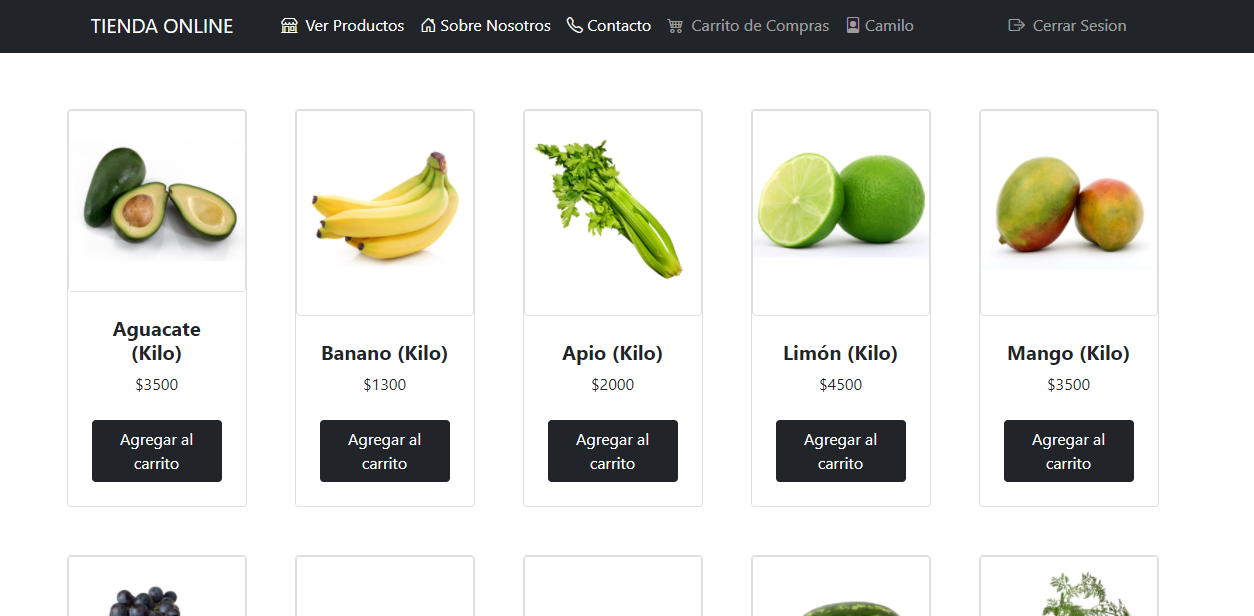 TIENDA ONLINE Ver Productos Sobre Nosotros Contacto Carrito de Compras Camilo Cerrar Sesion
Aguacate
(Kilo)
$3500
Agregar al
carrito
Banano (Kilo)
$1300
Agregar al
carrito
Apio (Kilo)
$2000
Agregar al
carrito
Limón (Kilo)
$4500
Agregar al
carrito
Mango (Kilo)
$3500
Agregar al
carrito